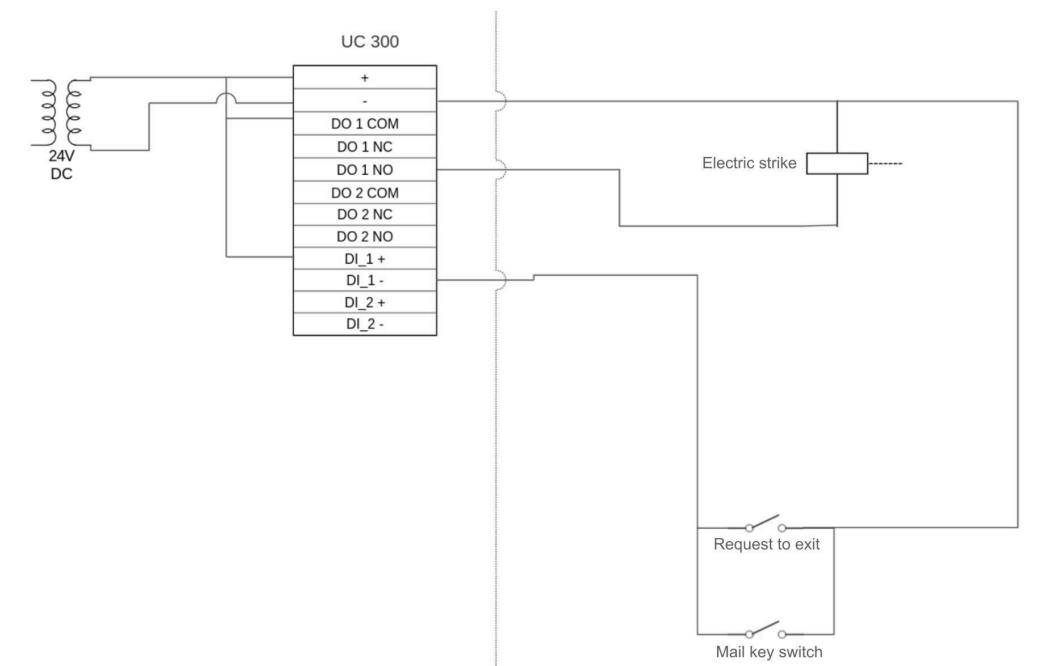 UC 300
+
-
DO 1 COM
DO 1 NC
DO 1 NO
DO 2 COM
DO 2 NC
DO 2 NO
DI_1 +
DI_1 -
DI_2 +
DI_2 -
24V
DC
Electric strike
Request to exit
Mail key switch